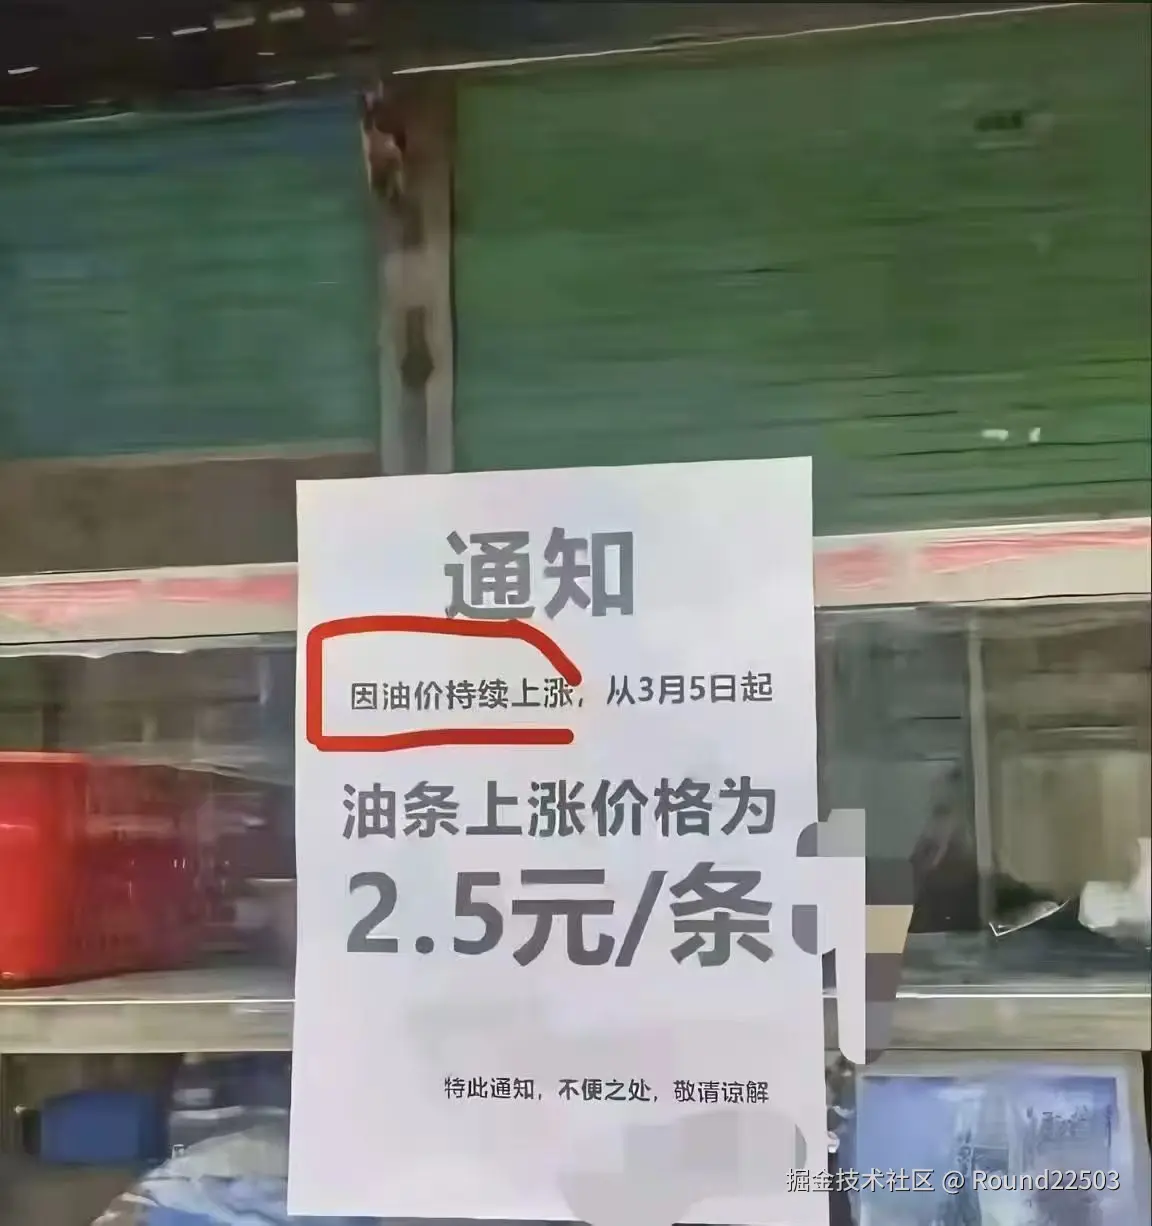 通知
因油价持续上涨，从3月5日起
油条上涨价格为
2.5元/条
特此通知，不便之处，敬请谅解
掘金技术社区 @ Round22503